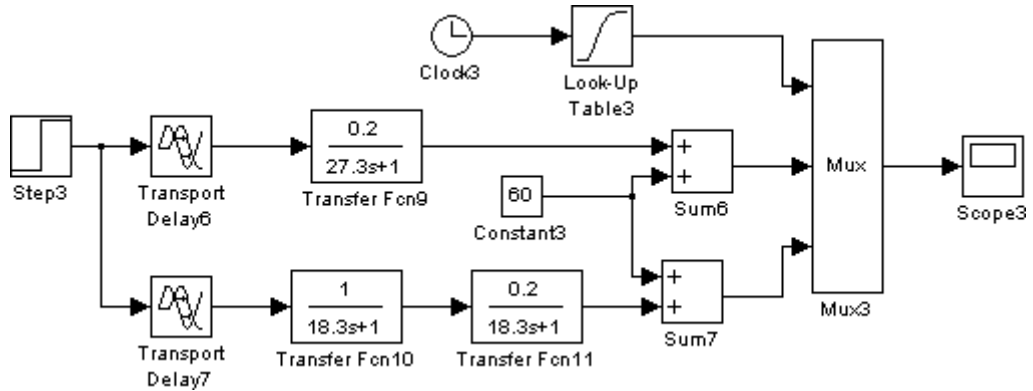 Clock3
Look-Up
Table3
Step3
Transport
Delay6
0.2
27.3s+1
Transfer Fcn9
60
Constant3
+
+
Sum6
Mux
Mux3
Scope3
Transport
Delay7
1
18.3s+1
Transfer Fcn10
0.2
18.3s+1
Transfer Fcn11
+
+
Sum7